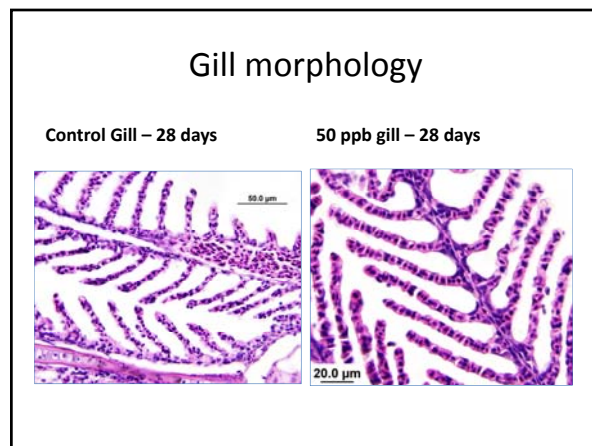 Gill morphology
Control Gill – 28 days
50 ppb gill – 28 days
50.0 µm
20.0 µm